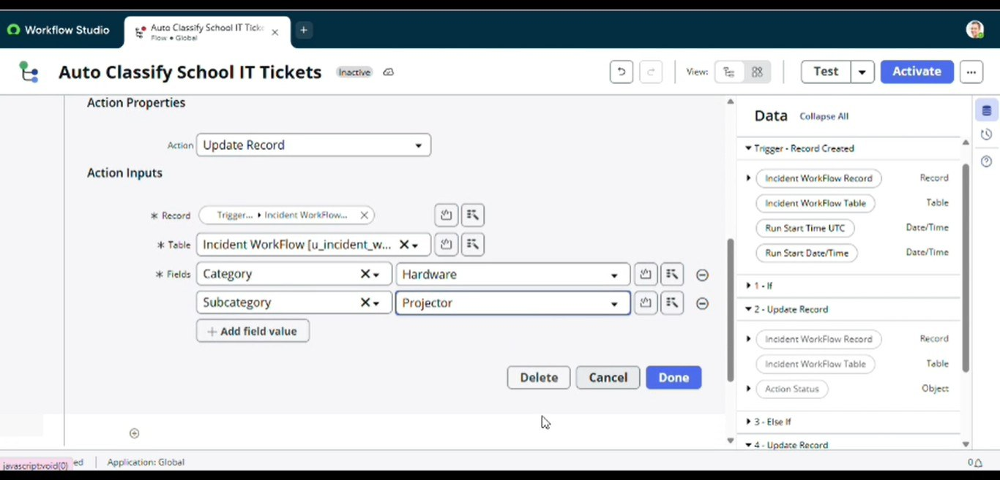 Workflow Studio
Auto Classify School IT Ticke
Flow • Global
Auto Classify School IT Tickets
Inactive
View:
Test
Activate
Action Properties
Action
Update Record
Action Inputs
* Record
Trigger... ▸ Incident WorkFlow...
* Table
Incident WorkFlow [u_incident_w...
* Fields
Category
Hardware
Subcategory
Projector
+ Add field value
Delete
Cancel
Done
Data
Collapse All
Trigger - Record Created
Incident WorkFlow Record
Record
Incident WorkFlow Table
Table
Run Start Time UTC
Date/Time
Run Start Date/Time
Date/Time
1 - If
2 - Update Record
Incident WorkFlow Record
Record
Incident WorkFlow Table
Table
Action Status
Object
3 - Else If
4 - Update Record
javascript:void(0)
ed
Application: Global
0